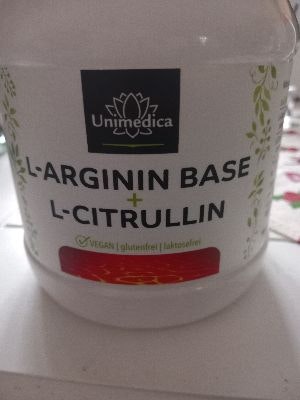 Unimedica
L-ARGININ BASE
+
L-CITRULLIN
VEGAN | glutenfrei | laktosefrei